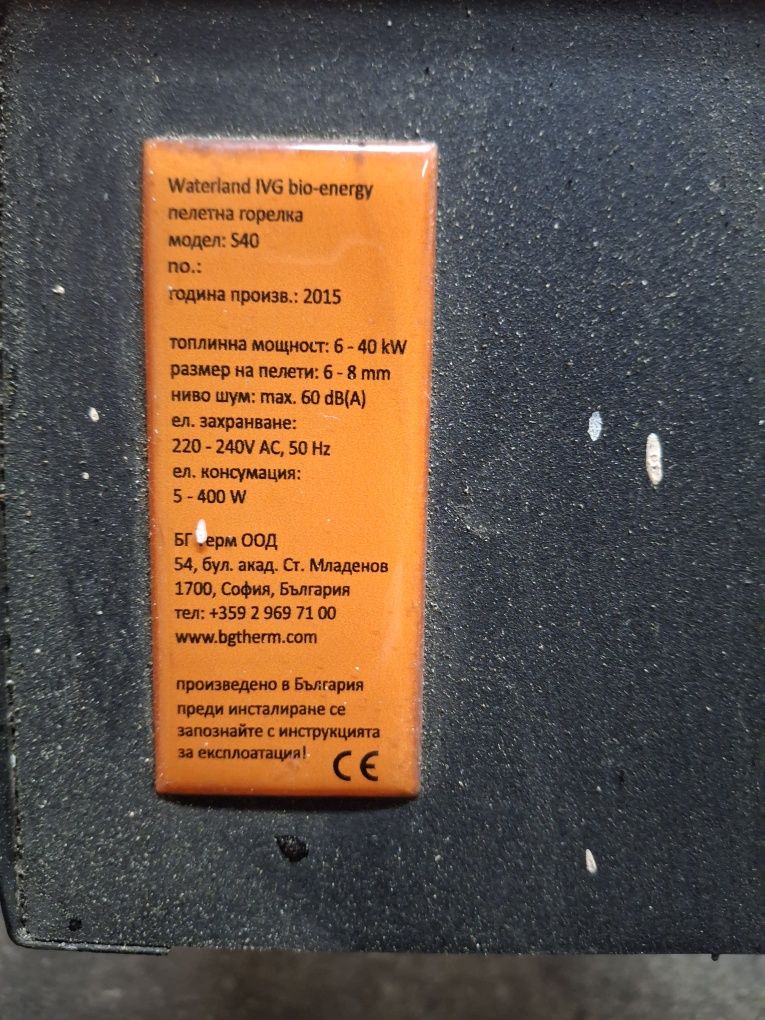 Waterland IVG bio-energy
пелетна горелка
модел: S40
no.:
година произв.: 2015
топлинна мощност: 6 - 40 kW
размер на пелети: 6 - 8 mm
ниво шум: max. 60 dB(A)
ел. захранване:
220 - 240V AC, 50 Hz
ел. консумация:
5 - 400 W
БГ Терм ООД
54, бул. акад. Ст. Младенов
1700, София, България
тел: +359 2 969 71 00
www.bgtherm.com
произведено в България
преди инсталиране се
запознайте с инструкцията
за експлоатация!
CE